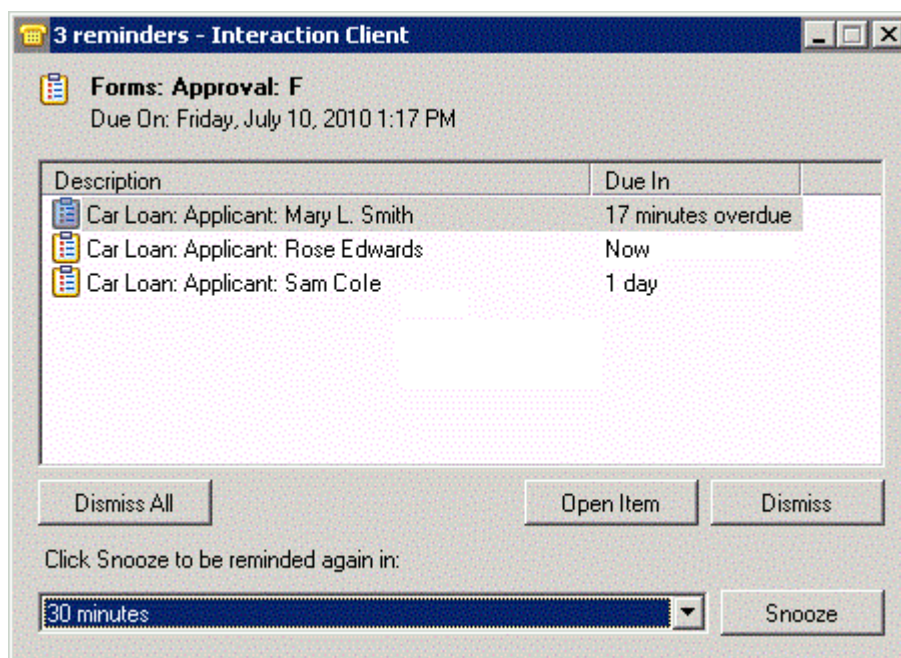 3 reminders - Interaction Client
Forms: Approval: F
Due On: Friday, July 10, 2010 1:17 PM
Description Due In
Car Loan: Applicant: Mary L. Smith 17 minutes overdue
Car Loan: Applicant: Rose Edwards Now
Car Loan: Applicant: Sam Cole 1 day
Dismiss All Open Item Dismiss
Click Snooze to be reminded again in:
30 minutes Snooze